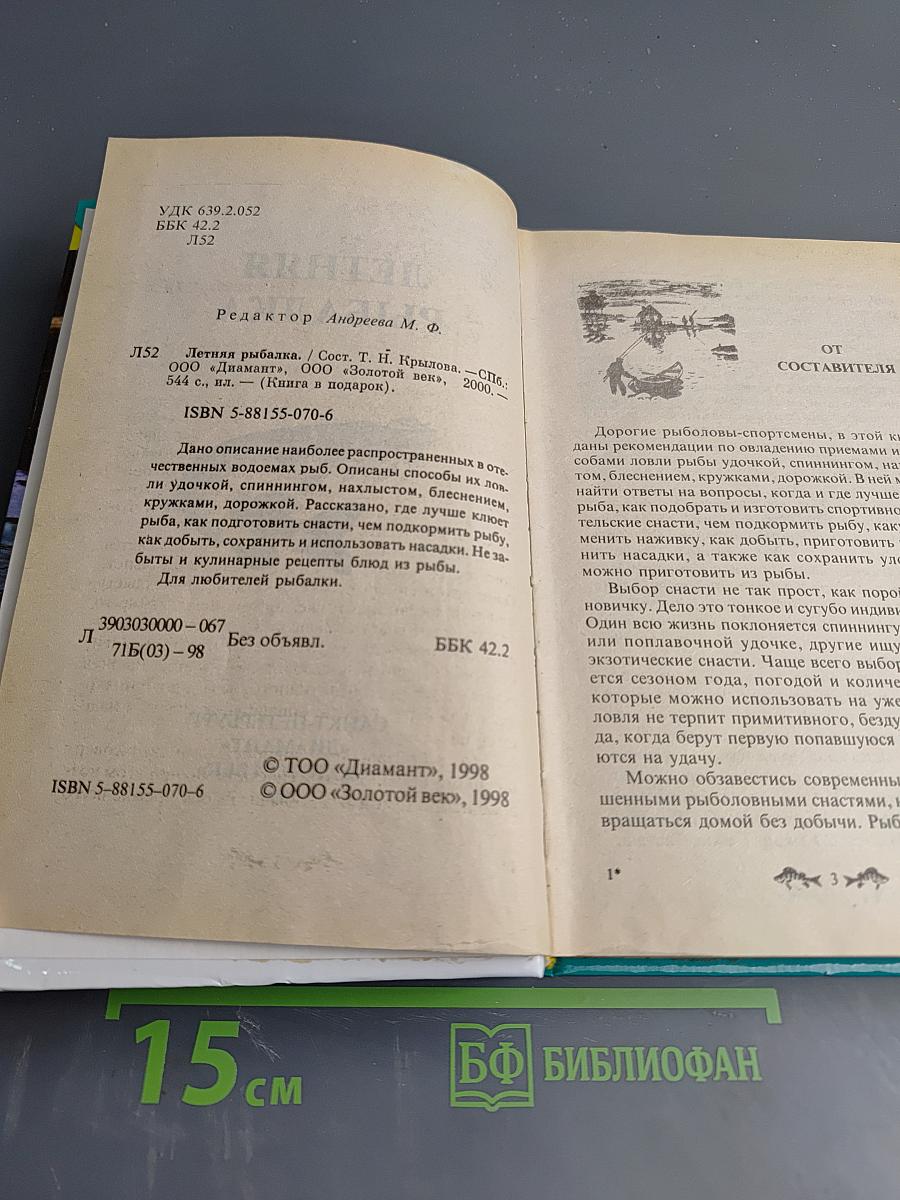 УДК 639.2.052
ББК 42.2
Л52
Редактор Андреева М. Ф.
Л52 Летняя рыбалка. / Сост. Т. Н. Крылова. — СПб.:
ООО «Диамант», ООО «Золотой век», 2000. —
544 с., ил. — (Книга в подарок).
ISBN 5-88155-070-6
Дано описание наиболее распространенных в оте-
чественных водоемах рыб. Описаны способы их лов-
ли удочкой, спиннингом, нахлыстом, блеснением,
кружками, дорожкой. Рассказано, где лучше клюет
рыба, как подготовить снасти, чем подкормить рыбу,
как добыть, сохранить и использовать насадки. Не за-
быты и кулинарные рецепты блюд из рыбы.
Для любителей рыбалки.
Л 3903030000 – 067
71Б(03) – 98
Без объявл.
ББК 42.2
© ТОО «Диамант», 1998
ISBN 5–88155–070–6 © ООО «Золотой век», 1998
ОТ
СОСТАВИТЕЛЯ
Дорогие рыболовы-спортсмены, в этой
даны рекомендации по овладению приемами
собами ловли рыбы удочкой, спиннингом,
том, блеснением, кружками, дорожкой. В ней
найти ответы на вопросы, когда и где лучше
рыба, как подобрать и изготовить
тельские снасти, чем подкормить рыбу,
менить наживку, как добыть, приготовить
нить насадки, а также как сохранить
можно приготовить из рыбы.
Выбор снасти не так прост, как порой
новичку. Дело это тонкое и сугубо
Один всю жизнь поклоняется спиннингу
или поплавочной удочке, другие
экзотические снасти. Чаще всего
ется сезоном года, погодой и
которые можно использовать на
ловля не терпит примитивного,
да, когда берут первую попавшуюся
ются на удачу.
Можно обзавестись
шенными рыболовными снастями,
вращаться домой без добычи.
1* 3
15 см
БФ БИБЛИОФАН